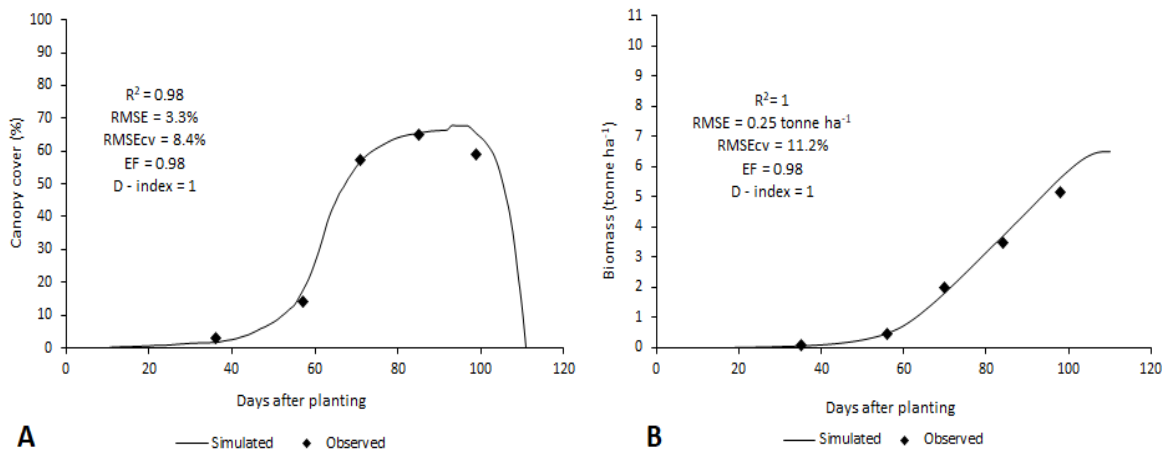 100
90
80
70
60
50
40
30
20
10
0
Canopy cover (%)
R² = 0.98
RMSE = 3.3%
RMSEcv = 8.4%
EF = 0.98
D - index = 1
0 20 40 60 80 100 120
Days after planting
A
Simulated Observed
11
10
9
8
7
6
5
4
3
2
1
0
Biomass (tonne ha⁻¹)
R² = 1
RMSE = 0.25 tonne ha⁻¹
RMSEcv = 11.2%
EF = 0.98
D - index = 1
0 20 40 60 80 100 120
Days after planting
B
Simulated Observed